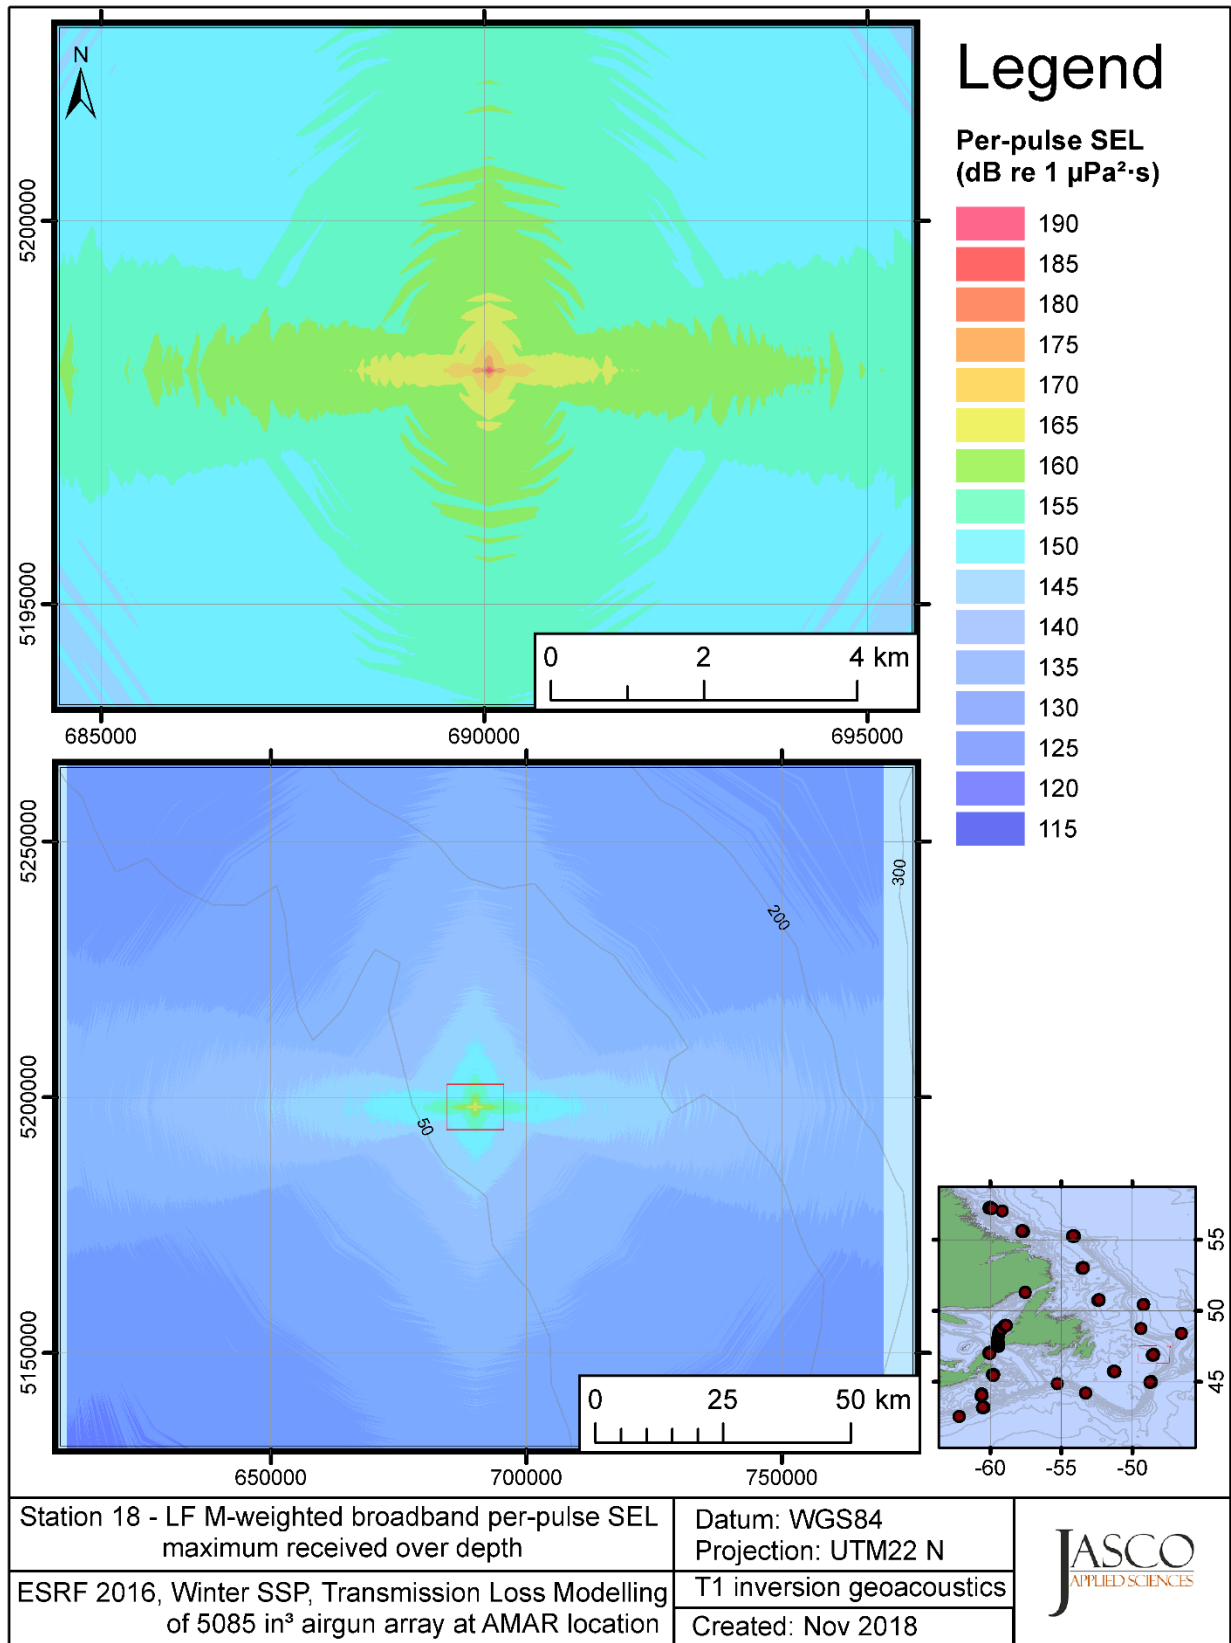 N
5200000
5195000
0 2 4 km
685000 690000 695000
Legend
Per-pulse SEL
(dB re 1 µPa²·s)
190
185
180
175
170
165
160
155
150
145
140
135
130
125
120
115
5250000
5200000
5150000
300
200
50
0 25 50 km
650000 700000 750000
55
50
45
-60 -55 -50
Station 18 - LF M-weighted broadband per-pulse SEL
maximum received over depth
ESRF 2016, Winter SSP, Transmission Loss Modelling
of 5085 in³ airgun array at AMAR location
Datum: WGS84
Projection: UTM22 N
T1 inversion geoacoustics
Created: Nov 2018
JASCO
APPLIED SCIENCES